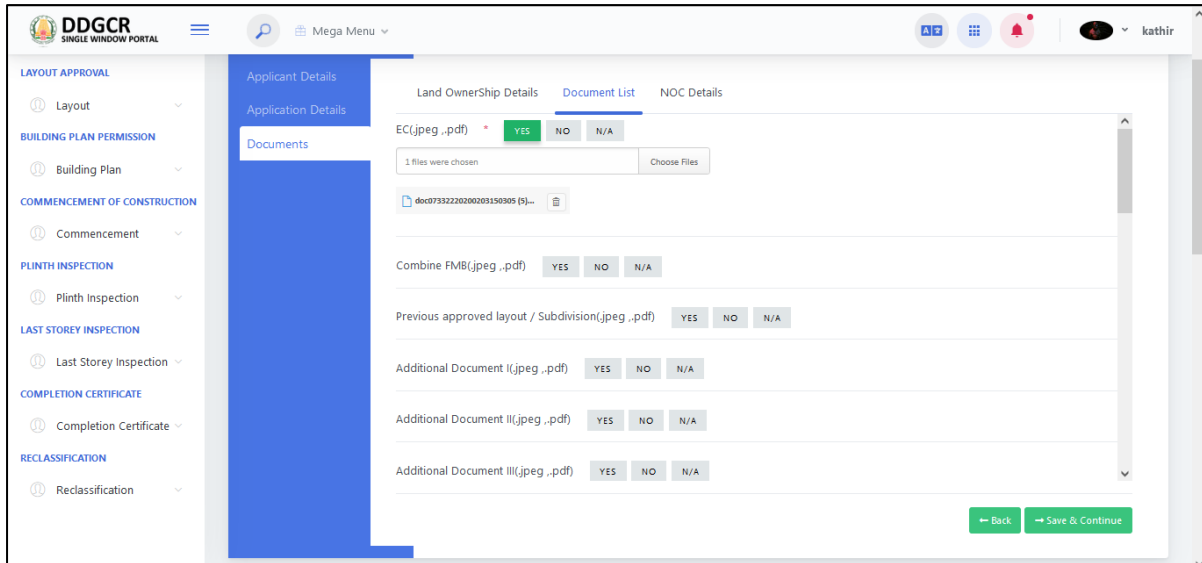 DDGCR
SINGLE WINDOW PORTAL
Mega Menu
kathir
LAYOUT APPROVAL
Layout
BUILDING PLAN PERMISSION
Building Plan
COMMENCEMENT OF CONSTRUCTION
Commencement
PLINTH INSPECTION
Plinth Inspection
LAST STOREY INSPECTION
Last Storey Inspection
COMPLETION CERTIFICATE
Completion Certificate
RECLASSIFICATION
Reclassification
Applicant Details
Application Details
Documents
Land OwnerShip Details Document List NOC Details
EC(.jpeg ,.pdf) * YES NO N/A
1 files were chosen Choose Files
doc07332220200203150305 (5)...
Combine FMB(.jpeg ,.pdf) YES NO N/A
Previous approved layout / Subdivision(.jpeg ,.pdf) YES NO N/A
Additional Document I(.jpeg ,.pdf) YES NO N/A
Additional Document II(.jpeg ,.pdf) YES NO N/A
Additional Document III(.jpeg ,.pdf) YES NO N/A
← Back → Save & Continue